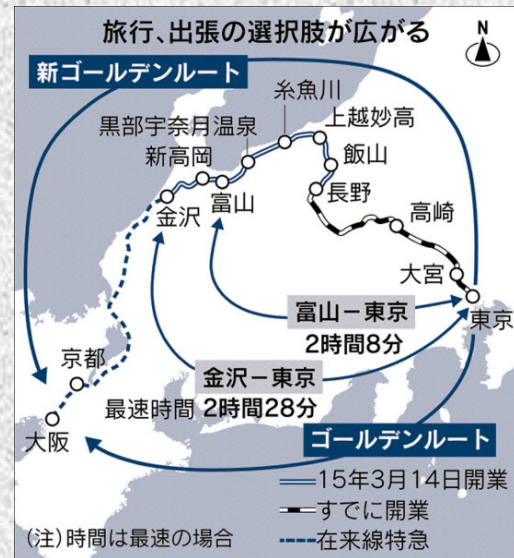 旅行、出張の選択肢が広がる
新ゴールデンルート
N
糸魚川
上越妙高
黒部宇奈月温泉
飯山
新高岡
長野
金沢
富山
高崎
大宮
東京
富山－東京
2時間8分
京都
金沢－東京
最速時間 2時間28分
大阪
ゴールデンルート
15年3月14日開業
すでに開業
(注)時間は最速の場合
在来線特急